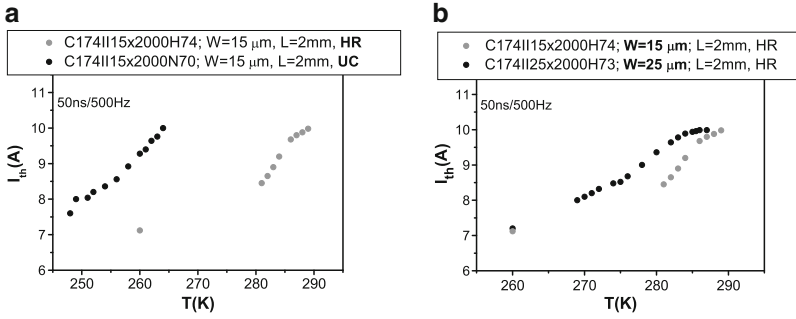 a
C174II15x2000H74; W=15 μm, L=2mm, HR
C174II15x2000N70; W=15 μm, L=2mm, UC
50ns/500Hz
11
10
9
8
7
6
I_th(A)
250
260
270
280
290
T(K)
b
C174II15x2000H74; W=15 μm; L=2mm, HR
C174II25x2000H73; W=25 μm; L=2mm, HR
50ns/500Hz
11
10
9
8
7
6
I_th(A)
260
270
280
290
T(K)